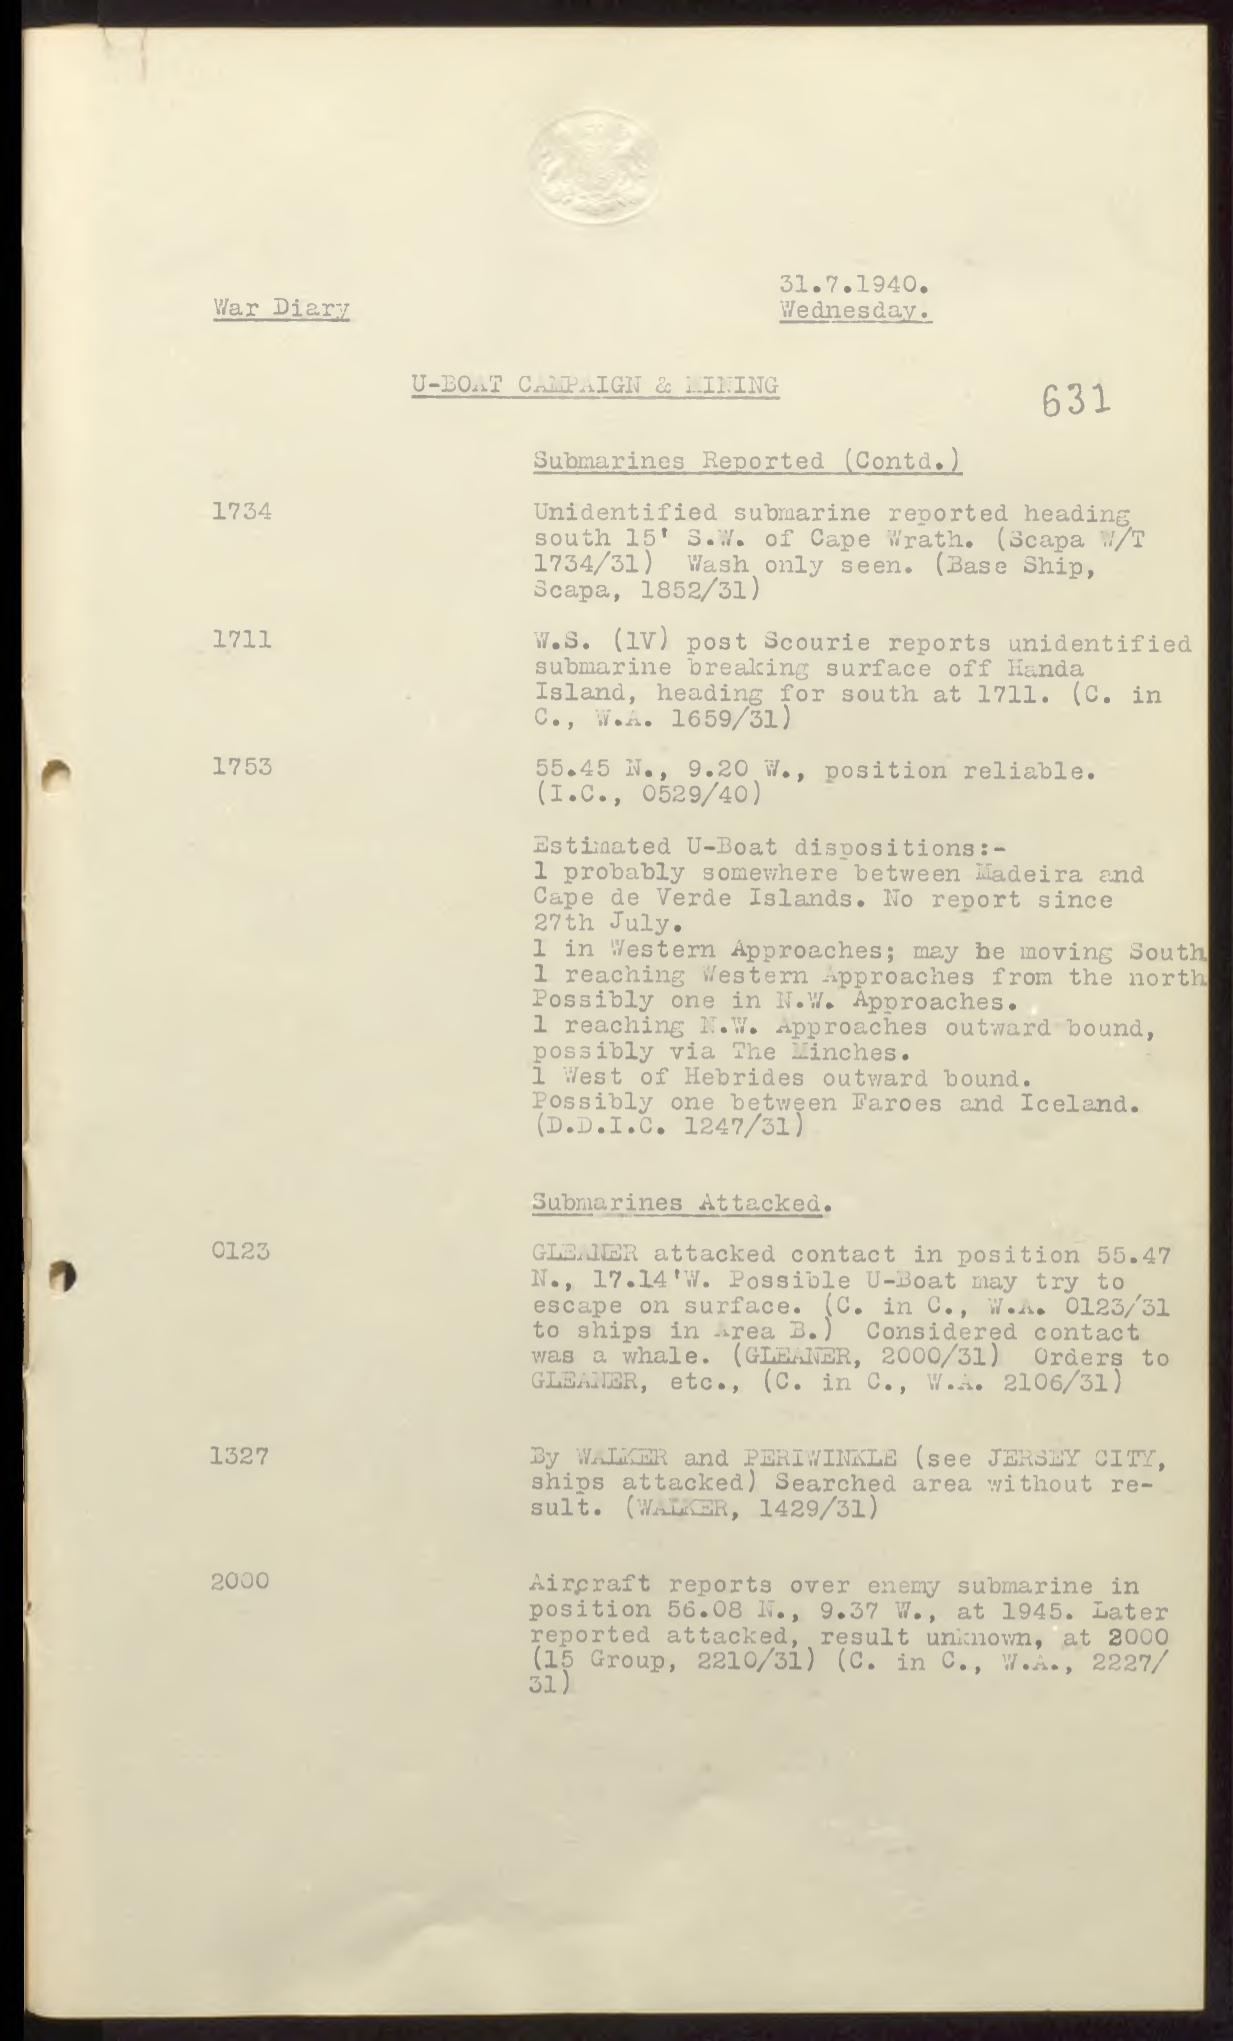 31.7.1940.
War Diary
Wednesday.
U-BOAT CAMPAIGN & MINING
631
Submarines Reported (Contd.)
1734
Unidentified submarine reported heading
south 15' S.W. of Cape Wrath. (Scapa W/T
1734/31) Wash only seen. (Base Ship,
Scapa, 1852/31)
1711
W.S. (1V) post Scourie reports unidentified
submarine breaking surface off Handa
Island, heading for south at 1711. (C. in
C., W.A. 1659/31)
1753
55.45 N., 9.20 W., position reliable.
(I.C., 0529/40)
Estimated U-Boat dispositions:-
1 probably somewhere between Madeira and
Cape de Verde Islands. No report since
27th July.
1 in Western Approaches; may be moving South
1 reaching Western Approaches from the north
Possibly one in N.W. Approaches.
1 reaching N.W. Approaches outward bound,
possibly via The Minches.
1 West of Hebrides outward bound.
Possibly one between Faroes and Iceland.
(D.D.I.C. 1247/31)
Submarines Attacked.
0123
GLEANER attacked contact in position 55.47
N., 17.14'W. Possible U-Boat may try to
escape on surface. (C. in C., W.A. 0123/31
to ships in Area B.) Considered contact
was a whale. (GLEANER, 2000/31) Orders to
GLEANER, etc., (C. in C., W.A. 2106/31)
1327
By WALKER and PERIWINKLE (see JERSEY CITY,
ships attacked) Searched area without re-
sult. (WALKER, 1429/31)
2000
Aircraft reports over enemy submarine in
position 56.08 N., 9.37 W., at 1945. Later
reported attacked, result unknown, at 2000
(15 Group, 2210/31) (C. in C., W.A., 2227/
31)